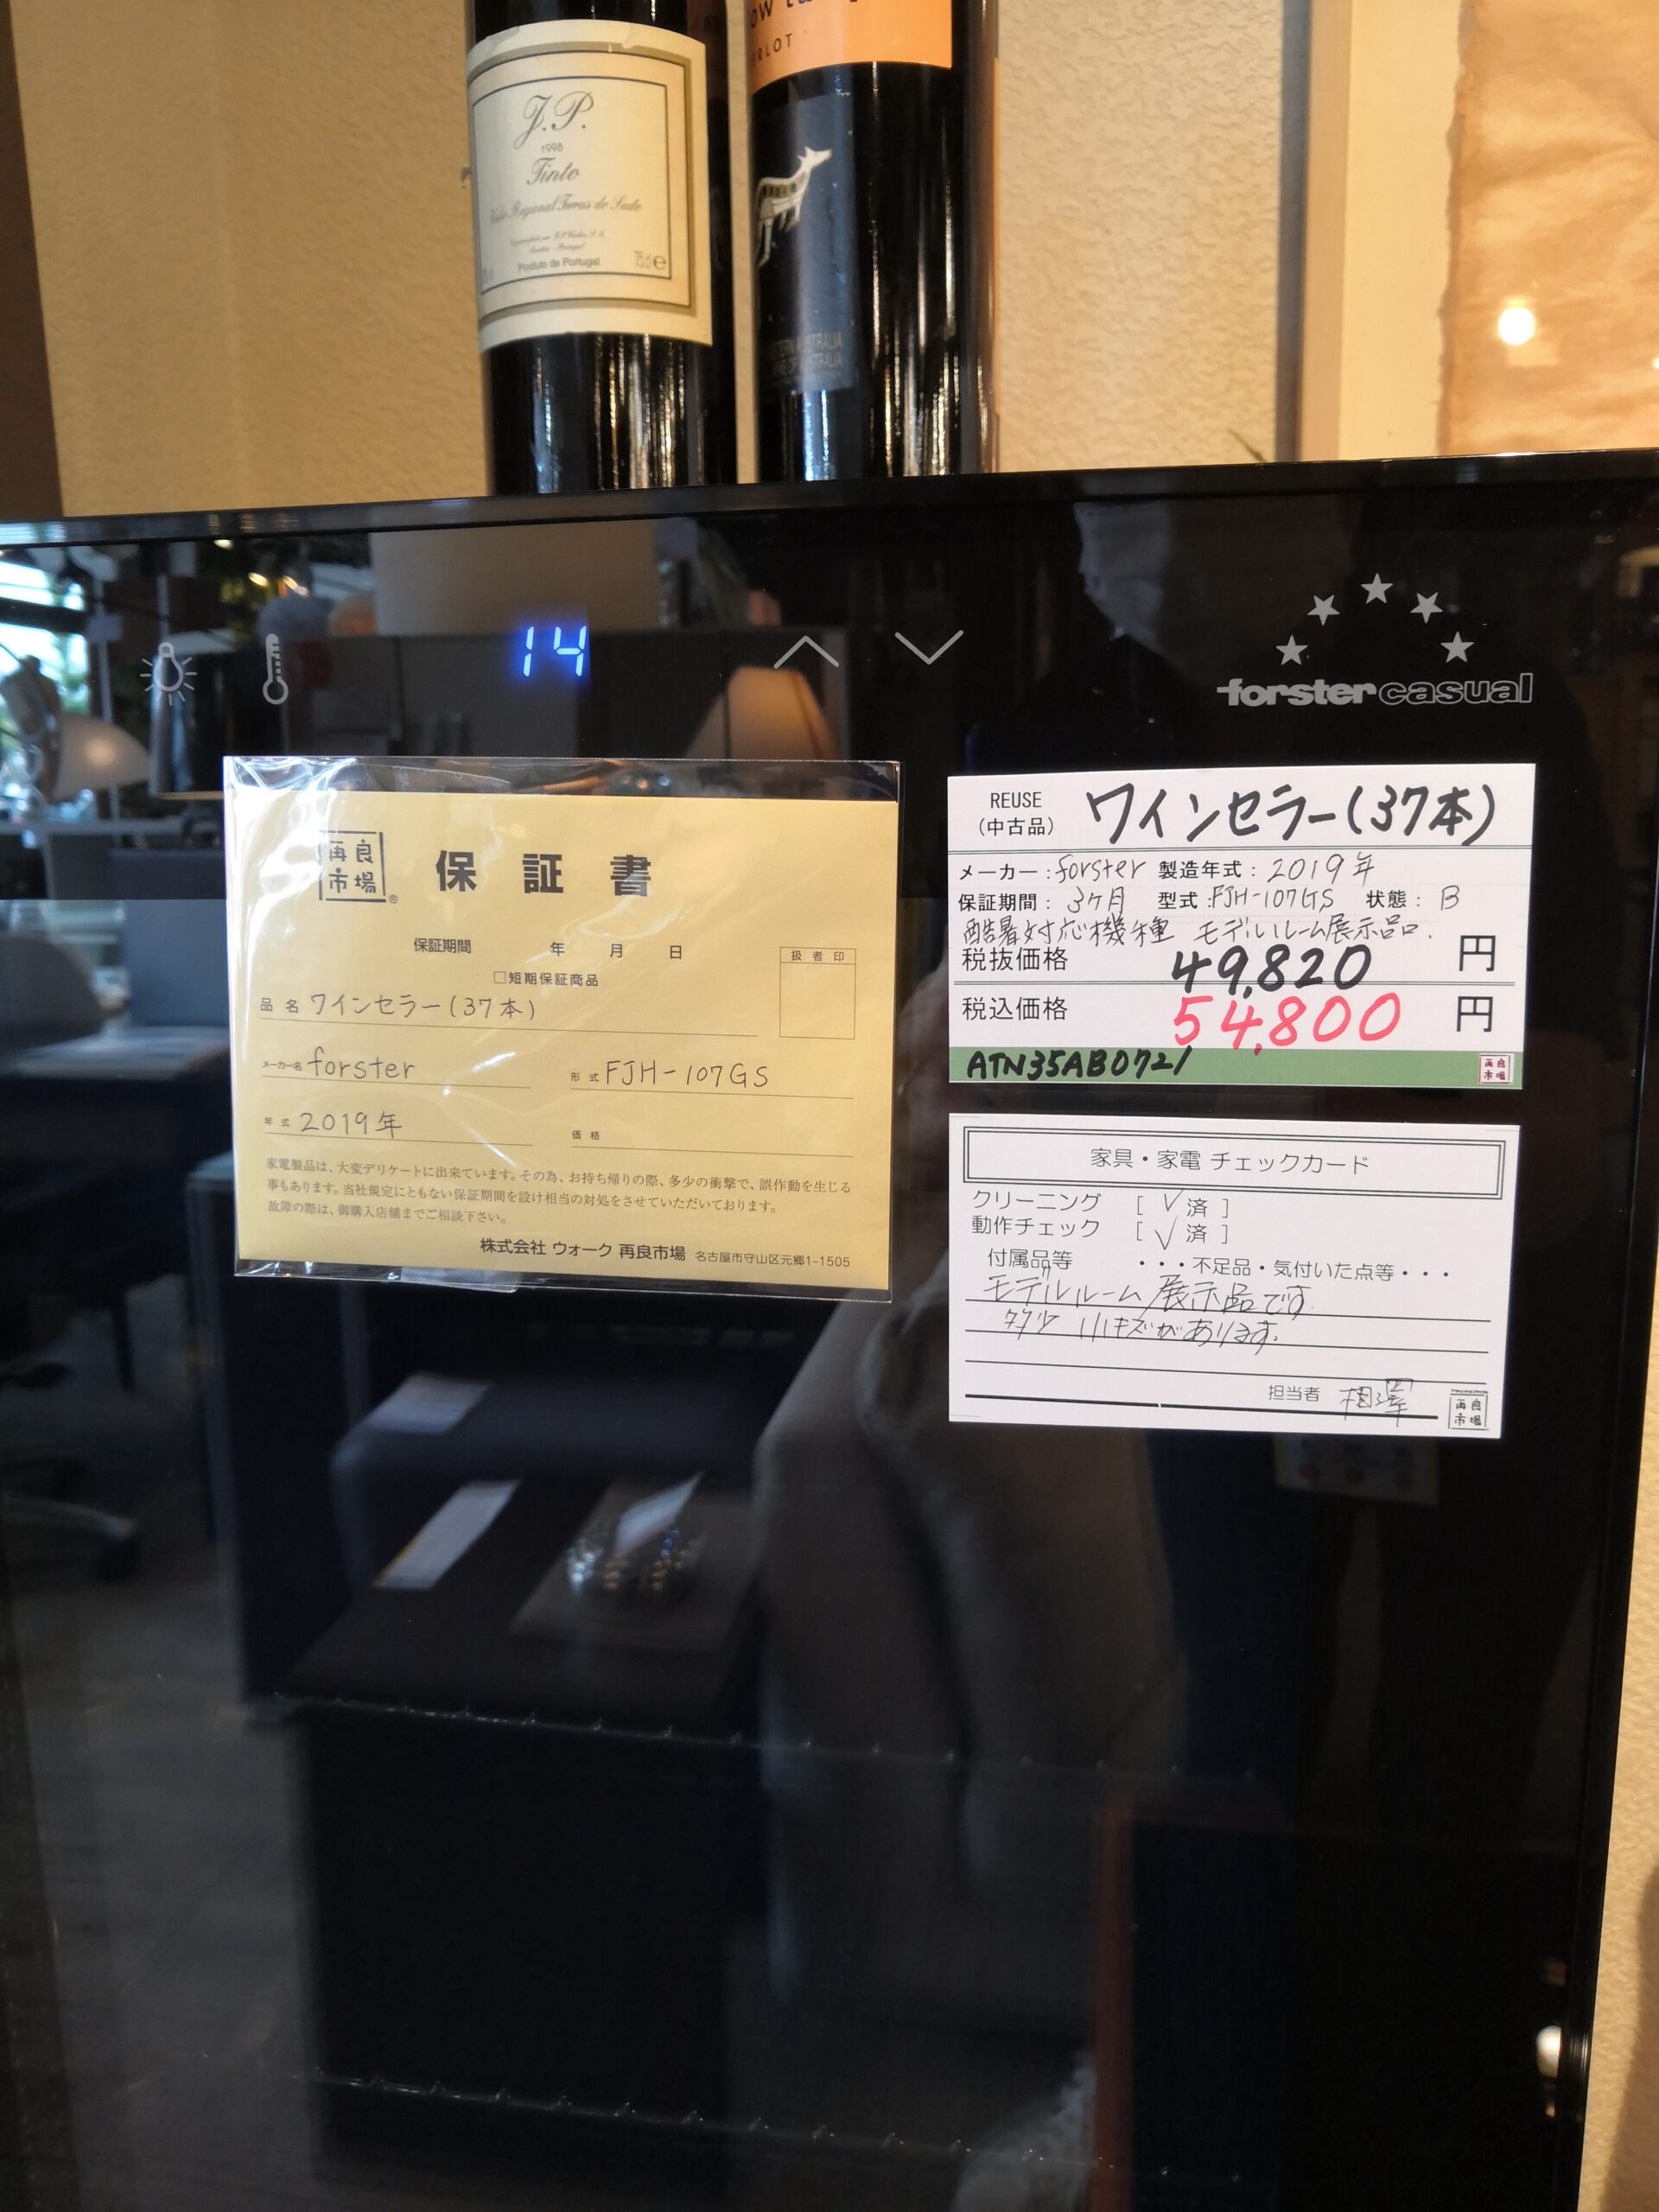 J.P.
1998
Tinto
Vinho Regional Terras do Sado
Produto de Portugal
75cl e
MERLOT
14
forster casual
再良
市場
®
保証書
保証期間 年 月 日
□短期保証商品
扱者印
品名 ワインセラー(37本)
メーカー名 forster
形式 FJH-107GS
年式 2019年
価格
家電製品は、大変デリケートに出来ています。その為、お持ち帰りの際、多少の衝撃で、誤作動を生じる
事もあります。当社規定にともない保証期間を設け相当の対処をさせていただいております。
故障の際は、御購入店舗までご相談下さい。
株式会社 ウォーク 再良市場 名古屋市守山区元郷1-1505
REUSE
(中古品)
ワインセラー(37本)
メーカー:forster 製造年式:2019年
保証期間:3ヶ月 型式:FJH-107GS 状態:B
酷暑対応機種 モデルルーム展示品.
税抜価格 49,820 円
税込価格 54,800 円
ATN35AB0721
再良
市場
家具・家電 チェックカード
クリーニング [ ✓ 済 ]
動作チェック [ ✓ 済 ]
付属品等 ・・・不足品・気付いた点等・・・
モデルルーム展示品です.
多少 小キズがあります。
担当者 相澤
再良
市場